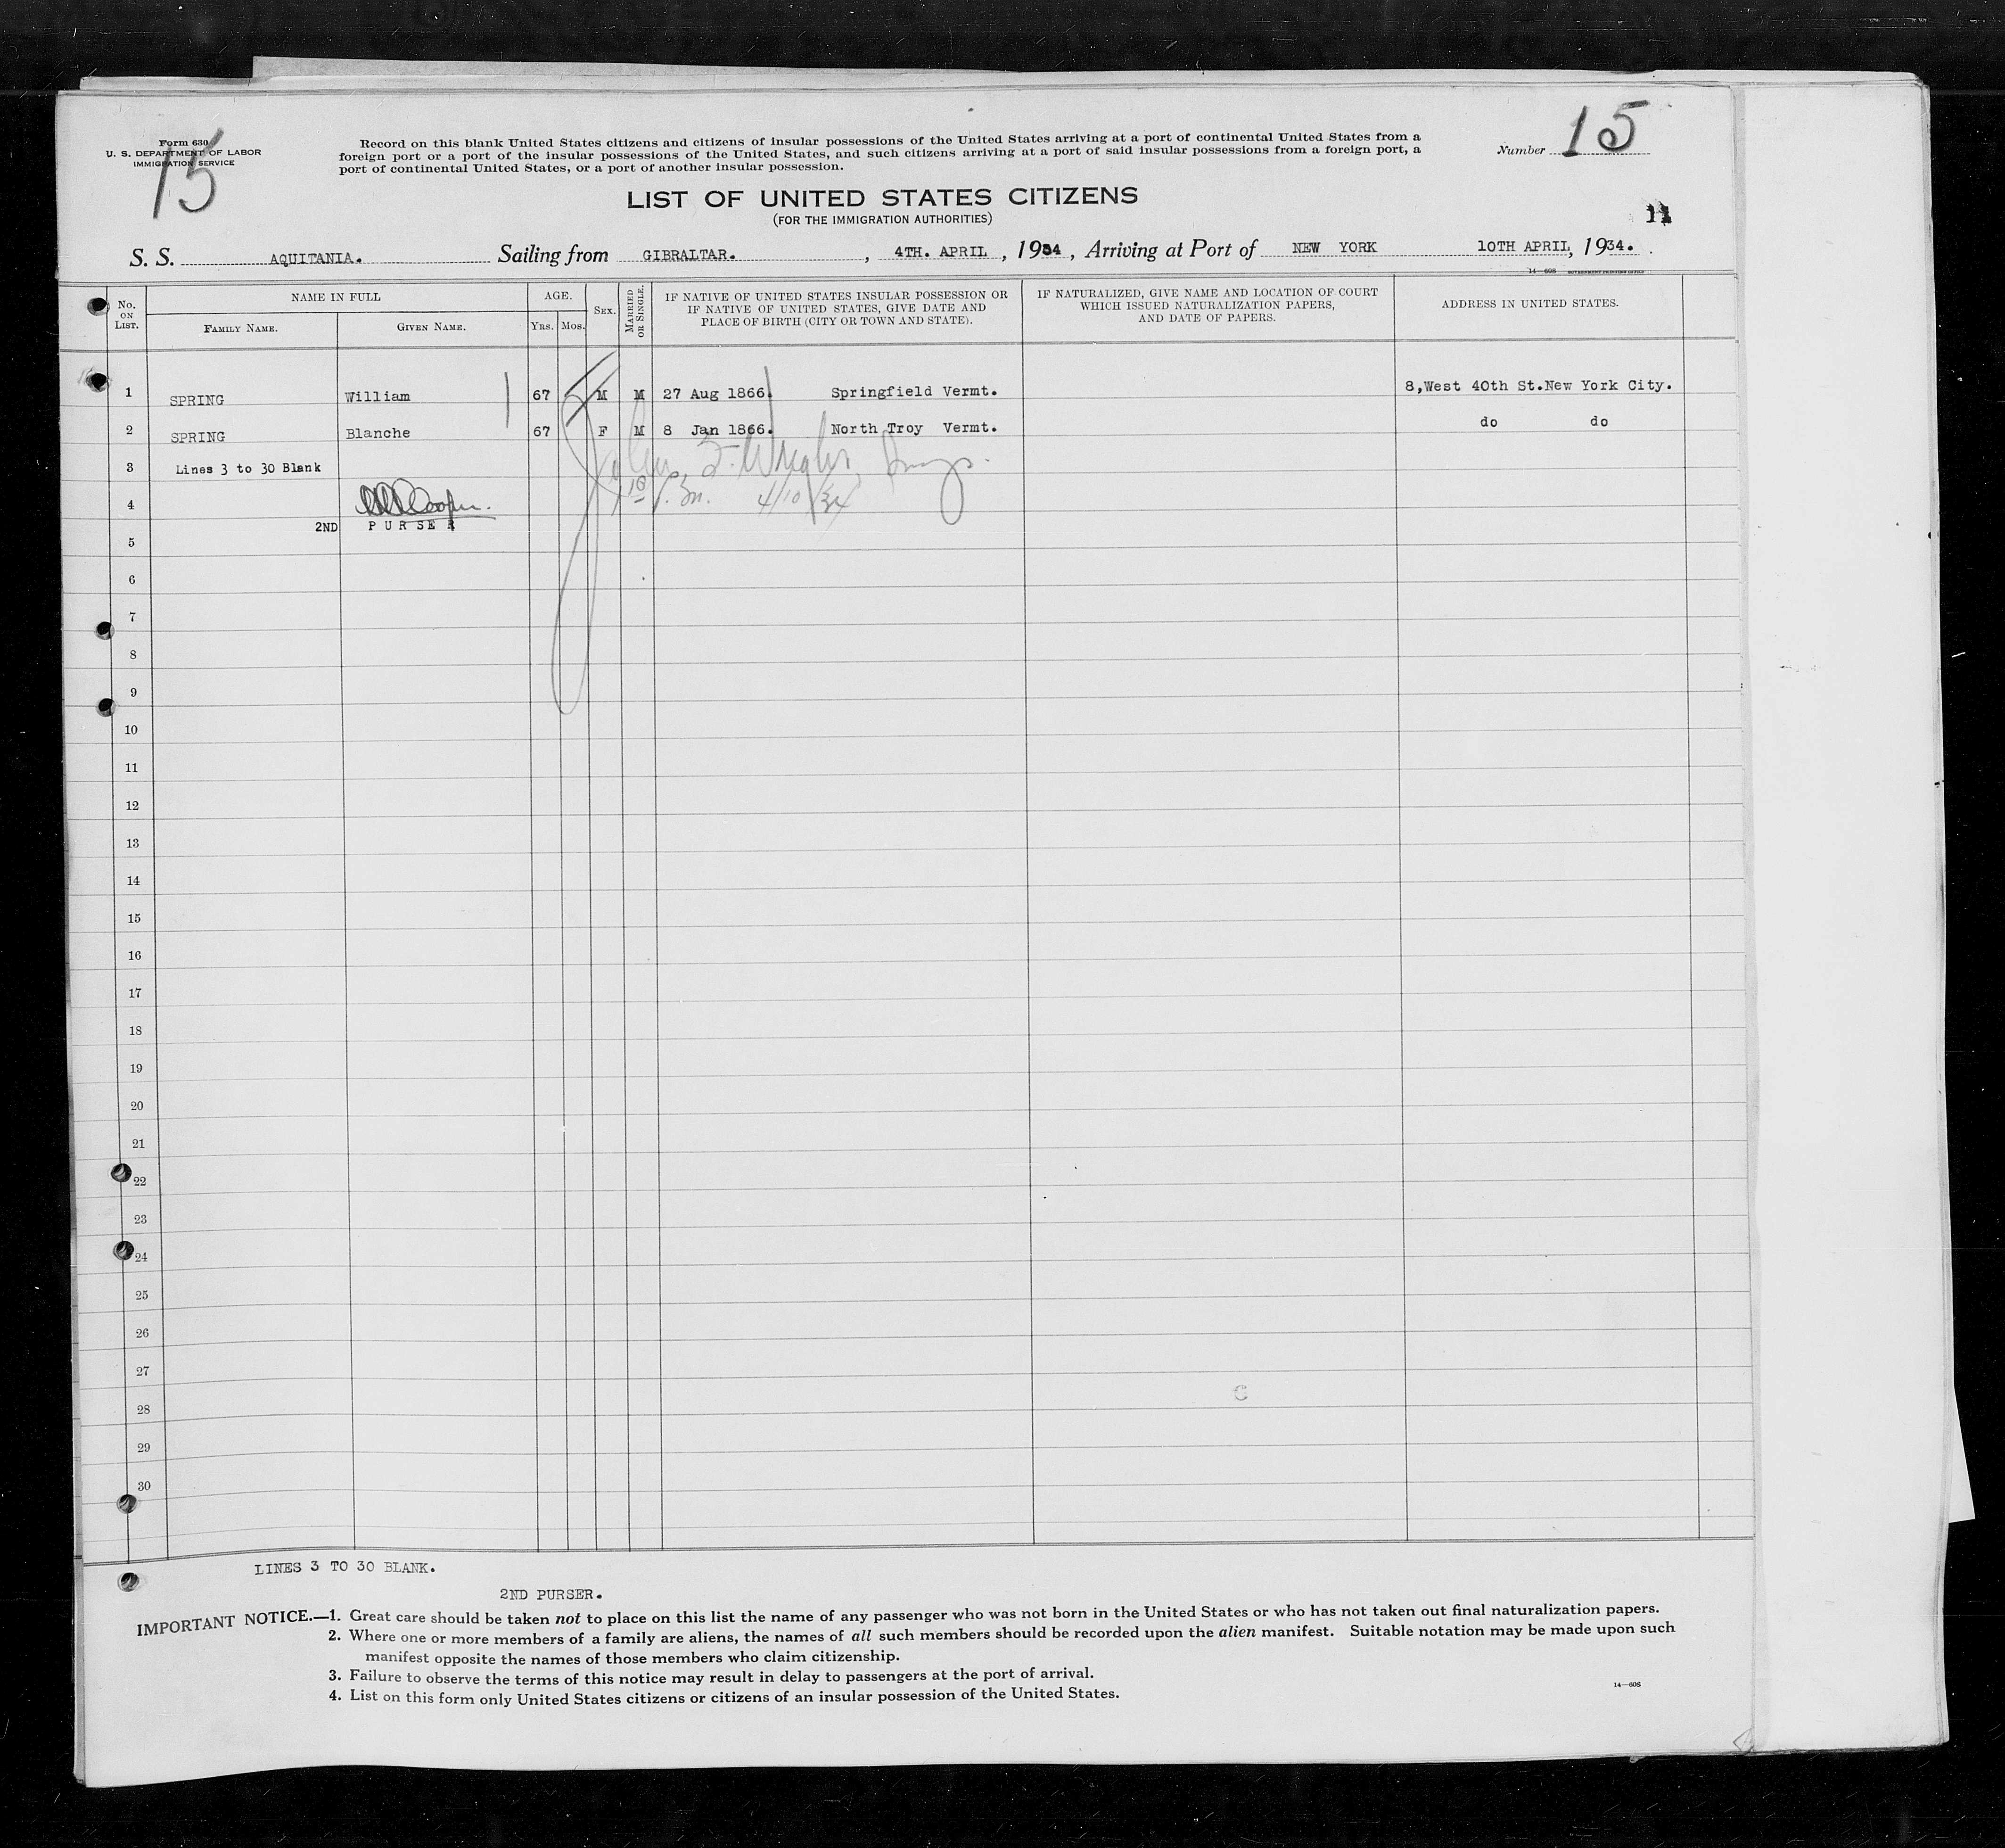 Form 630
U. S. DEPARTMENT OF LABOR
IMMIGRATION SERVICE
15
Record on this blank United States citizens and citizens of insular possessions of the United States arriving at a port of continental United States from a
foreign port or a port of the insular possessions of the United States, and such citizens arriving at a port of said insular possessions from a foreign port, a
port of continental United States, or a port of another insular possession.
Number 15
LIST OF UNITED STATES CITIZENS
(FOR THE IMMIGRATION AUTHORITIES)
11
S. S. AQUITANIA. Sailing from GIBRALTAR. , 4TH. APRIL , 1934 , Arriving at Port of NEW YORK 10TH APRIL, 1934.
14—608 GOVERNMENT PRINTING OFFICE
No. ON LIST. NAME IN FULL AGE. SEX. MARRIED OR SINGLE. IF NATIVE OF UNITED STATES INSULAR POSSESSION OR IF NATIVE OF UNITED STATES, GIVE DATE AND PLACE OF BIRTH (CITY OR TOWN AND STATE). IF NATURALIZED, GIVE NAME AND LOCATION OF COURT WHICH ISSUED NATURALIZATION PAPERS, AND DATE OF PAPERS. ADDRESS IN UNITED STATES.
FAMILY NAME. GIVEN NAME. YRS. MOS.
1 SPRING William 67 M M 27 Aug 1866. Springfield Vermt. 8,West 40th St.New York City.
2 SPRING Blanche 67 F M 8 Jan 1866. North Troy Vermt. do do
3 Lines 3 to 30 Blank
4 Cooper. 4/10/34
2ND PURSER
5
6
7
8
9
10
11
12
13
14
15
16
17
18
19
20
21
22
23
24
25
26
27
C
28
29
30
LINES 3 TO 30 BLANK.
2ND PURSER.
IMPORTANT NOTICE.—1. Great care should be taken not to place on this list the name of any passenger who was not born in the United States or who has not taken out final naturalization papers.
2. Where one or more members of a family are aliens, the names of all such members should be recorded upon the alien manifest. Suitable notation may be made upon such
manifest opposite the names of those members who claim citizenship.
3. Failure to observe the terms of this notice may result in delay to passengers at the port of arrival.
4. List on this form only United States citizens or citizens of an insular possession of the United States.
14—608